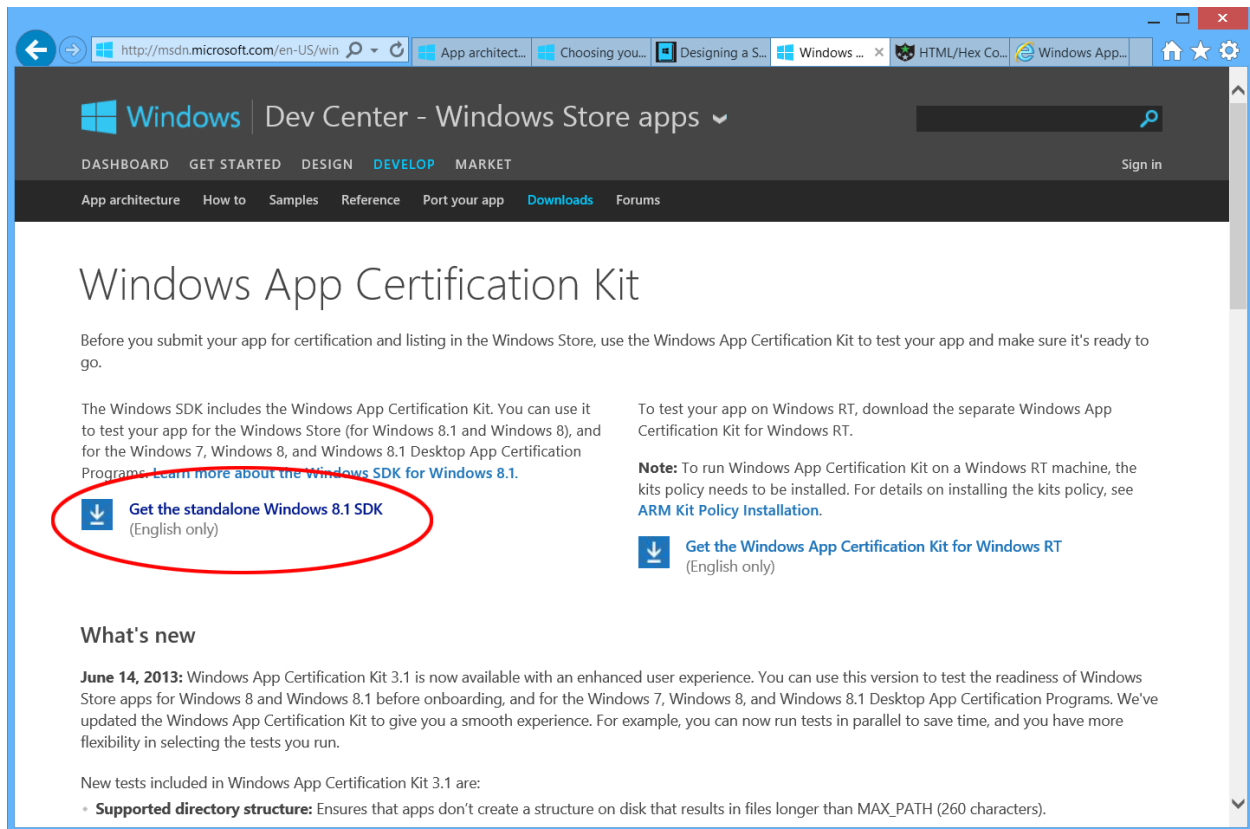 http://msdn.microsoft.com/en-US/win
App architect...
Choosing you...
Designing a S...
Windows ...
HTML/Hex Co...
Windows App...
Windows Dev Center - Windows Store apps
DASHBOARD GET STARTED DESIGN DEVELOP MARKET
Sign in
App architecture How to Samples Reference Port your app Downloads Forums
Windows App Certification Kit
Before you submit your app for certification and listing in the Windows Store, use the Windows App Certification Kit to test your app and make sure it's ready to
go.
The Windows SDK includes the Windows App Certification Kit. You can use it
to test your app for the Windows Store (for Windows 8.1 and Windows 8), and
for the Windows 7, Windows 8, and Windows 8.1 Desktop App Certification
Programs. Learn more about the Windows SDK for Windows 8.1.
Get the standalone Windows 8.1 SDK
(English only)
To test your app on Windows RT, download the separate Windows App
Certification Kit for Windows RT.
Note: To run Windows App Certification Kit on a Windows RT machine, the
kits policy needs to be installed. For details on installing the kits policy, see
ARM Kit Policy Installation.
Get the Windows App Certification Kit for Windows RT
(English only)
What's new
June 14, 2013: Windows App Certification Kit 3.1 is now available with an enhanced user experience. You can use this version to test the readiness of Windows
Store apps for Windows 8 and Windows 8.1 before onboarding, and for the Windows 7, Windows 8, and Windows 8.1 Desktop App Certification Programs. We've
updated the Windows App Certification Kit to give you a smooth experience. For example, you can now run tests in parallel to save time, and you have more
flexibility in selecting the tests you run.
New tests included in Windows App Certification Kit 3.1 are:
• Supported directory structure: Ensures that apps don't create a structure on disk that results in files longer than MAX_PATH (260 characters).